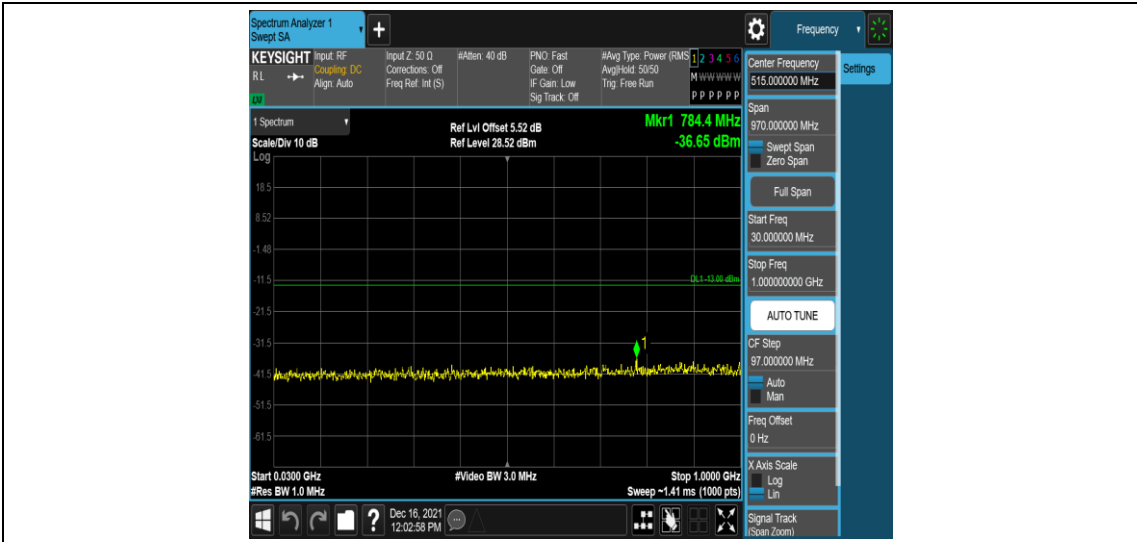 Spectrum Analyzer 1
Swept SA
+
Frequency
KEYSIGHT
RL
LXI
Input: RF
Coupling: DC
Align: Auto
Input Z: 50 Ω
Corrections: Off
Freq Ref: Int (S)
#Atten: 40 dB
PNO: Fast
Gate: Off
IF Gain: Low
Sig Track: Off
#Avg Type: Power (RMS
Avg|Hold: 50/50
Trig: Free Run
1 2 3 4 5 6
M W W W W W
P P P P P P
Center Frequency
515.000000 MHz
Settings
Span
970.000000 MHz
Swept Span
Zero Span
Full Span
Start Freq
30.000000 MHz
Stop Freq
1.000000000 GHz
AUTO TUNE
CF Step
97.000000 MHz
Auto
Man
Freq Offset
0 Hz
X Axis Scale
Log
Lin
Signal Track
(Span Zoom)
1 Spectrum
Scale/Div 10 dB
Log
Ref Lvl Offset 5.52 dB
Ref Level 28.52 dBm
Mkr1 784.4 MHz
-36.65 dBm
18.5
8.52
-1.48
-11.5
DL1 -13.00 dBm
-21.5
-31.5
1
-41.5
-51.5
-61.5
Start 0.0300 GHz
#Res BW 1.0 MHz
#Video BW 3.0 MHz
Stop 1.0000 GHz
Sweep ~1.41 ms (1000 pts)
?
Dec 16, 2021
12:02:58 PM